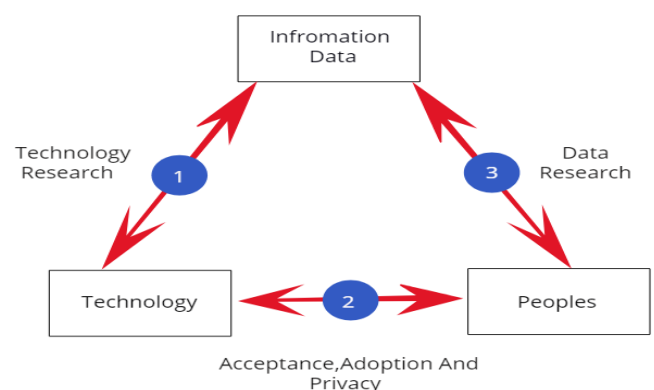 Infromation
Data
Technology
Research
1
3
Data
Research
Technology
2
Peoples
Acceptance,Adoption And
Privacy